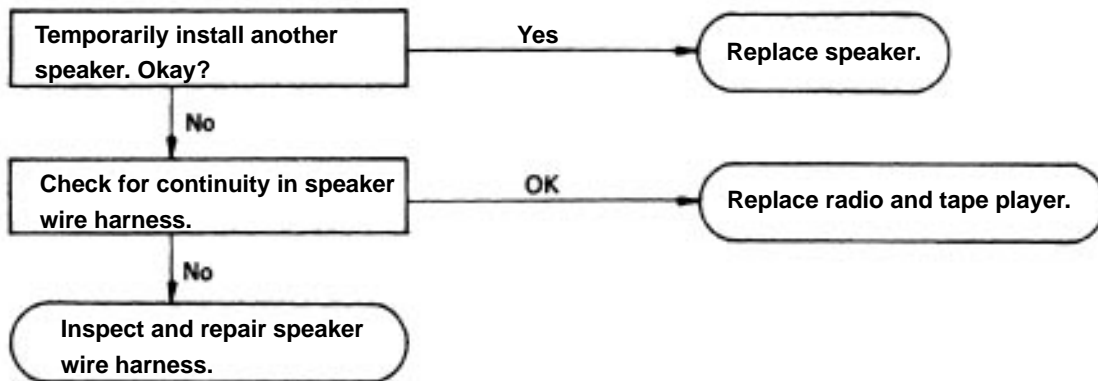 Temporarily install another
speaker. Okay?
Yes
Replace speaker.
No
Check for continuity in speaker
wire harness.
OK
Replace radio and tape player.
No
Inspect and repair speaker
wire harness.